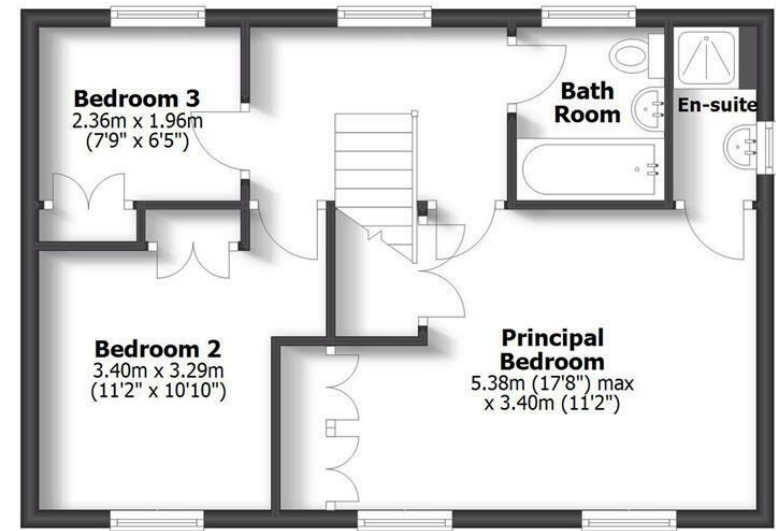 Bedroom 3
2.36m x 1.96m
(7'9" x 6'5")
Bath
Room
En-suite
Bedroom 2
3.40m x 3.29m
(11'2" x 10'10")
Principal
Bedroom
5.38m (17'8") max
x 3.40m (11'2")